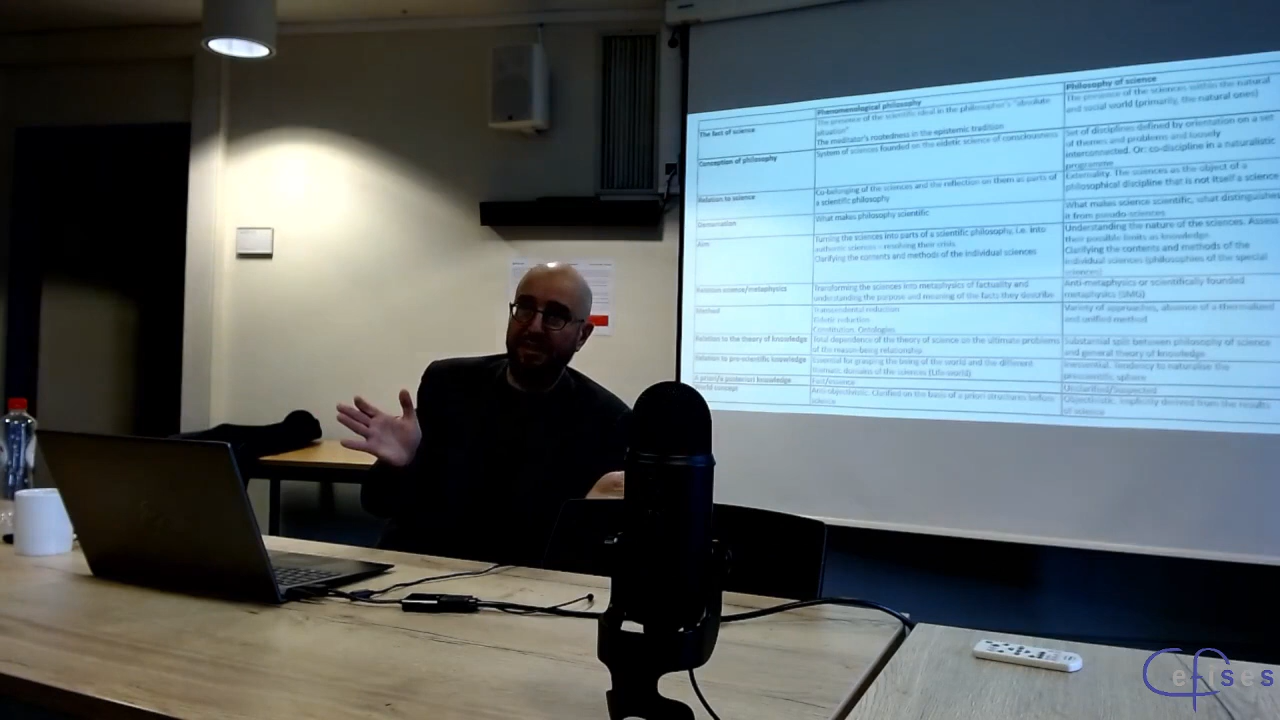 Phenomenological philosophy
Philosophy of science
The fact of science
The presence of the scientific ideal in the philosopher's "absolute
situation"
The meditator's rootedness in the epistemic tradition
The presence of the sciences within the natural
and social world (primarily, the natural ones)
Conception of philosophy
System of sciences founded on the eidetic science of consciousness
Set of disciplines defined by orientation on a set
of themes and problems and loosely
interconnected. Or: co-discipline in a naturalistic
programme
Relation to science
Co-belonging of the sciences and the reflection on them as parts of
a scientific philosophy
Externality. The sciences as the object of a
philosophical discipline that is not itself a science
Demarcation
What makes philosophy scientific
What makes science scientific, what distinguishes
it from pseudo-sciences
Aim
Turning the sciences into parts of a scientific philosophy, i.e. into
authentic sciences – resolving their crisis.
Clarifying the contents and methods of the individual sciences
Understanding the nature of the sciences. Assess
their possible limits as knowledge.
Clarifying the contents and methods of the
individual sciences (philosophies of the special
sciences)
Relation science/metaphysics
Transforming the sciences into metaphysics of factuality and
understanding the purpose and meaning of the facts they describe
Anti-metaphysics or scientifically founded
metaphysics
Method
Transcendental reduction
Eidetic reduction
Constitution. Ontologies
Variety of approaches, absence of a thematized
and unified method
Relation to the theory of knowledge
Total dependence of the theory of science on the ultimate problems
of the reason-being relationship
Substantial split between philosophy of science
and general theory of knowledge
Relation to pre-scientific knowledge
Essential for grasping the being of the world and the different
thematic domains of the sciences (Life-world)
Inessential. Tendency to naturalize the
prescientific sphere
A priori/a posteriori knowledge
Fact/essence
Unclarified/suspected
World concept
Anti-objectivistic. Clarified on the basis of a priori structures before
science
Objectivistic. Implicitly derived from the results
of science
Cefises